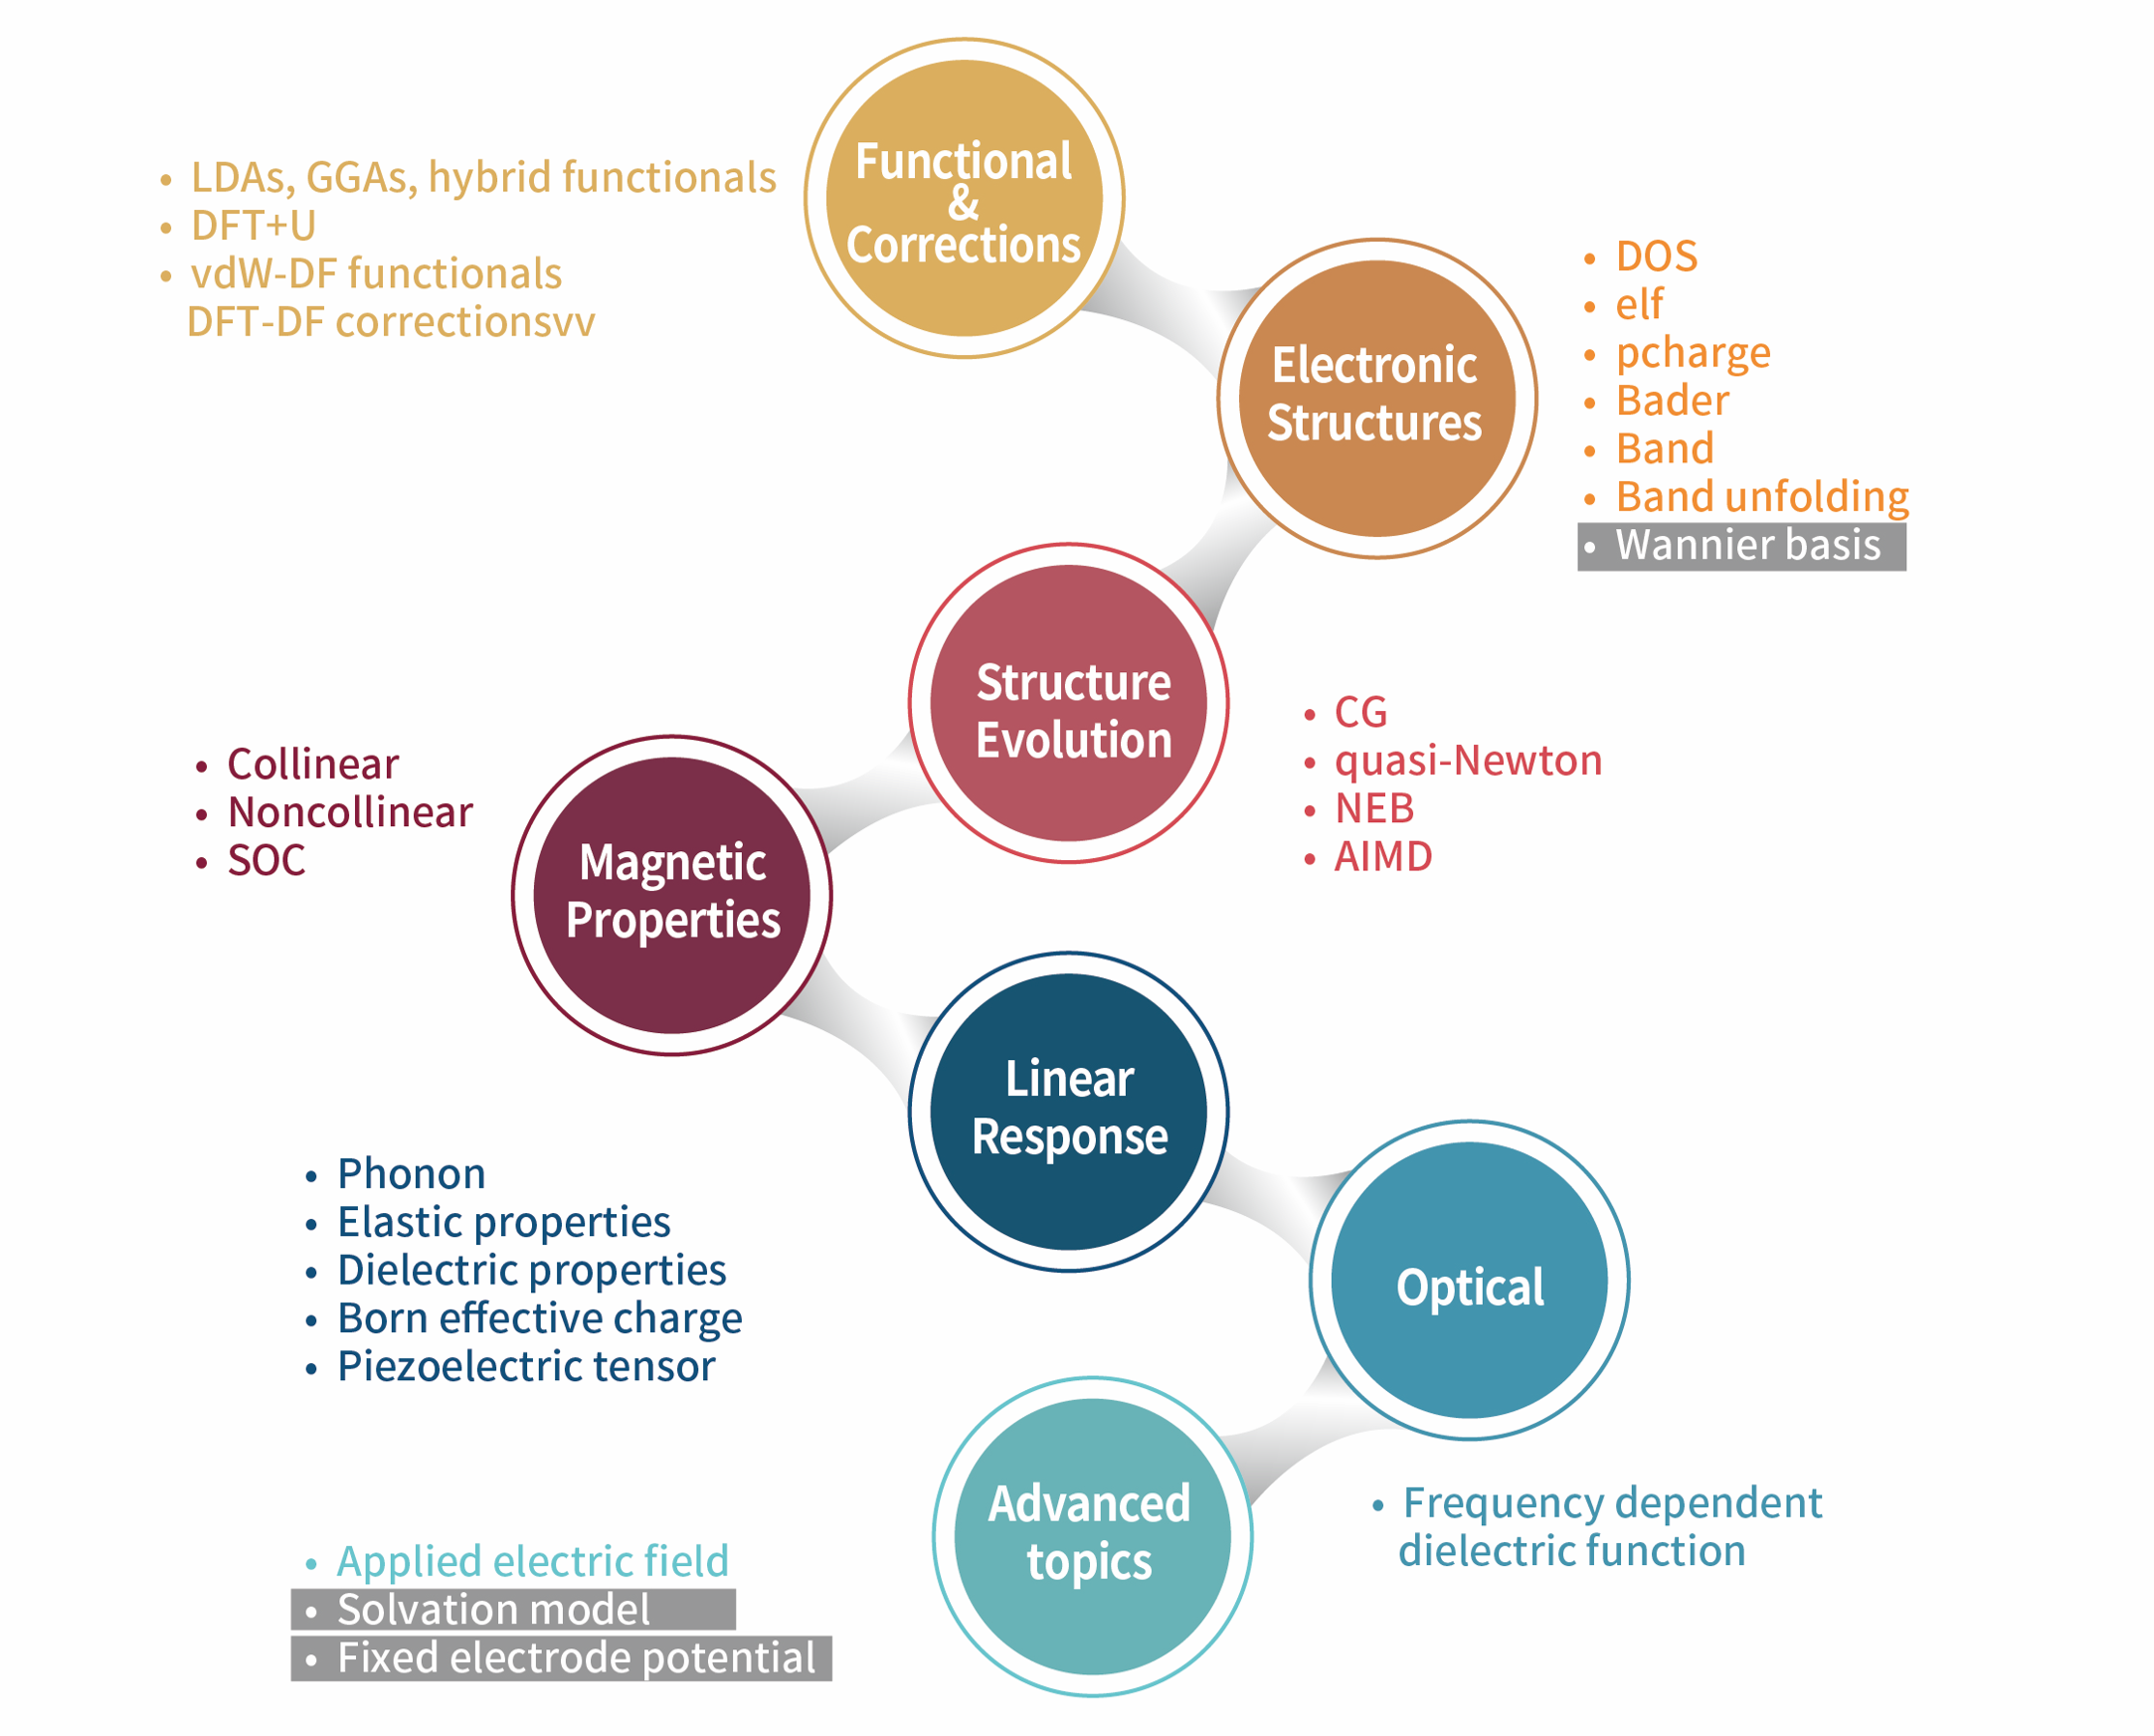 Functional
&
Corrections
• LDAs, GGAs, hybrid functionals
• DFT+U
• vdW-DF functionals
DFT-DF correctionsvv
Electronic
Structures
• DOS
• elf
• pcharge
• Bader
• Band
• Band unfolding
• Wannier basis
Structure
Evolution
• CG
• quasi-Newton
• NEB
• AIMD
Magnetic
Properties
• Collinear
• Noncollinear
• SOC
Linear
Response
• Phonon
• Elastic properties
• Dielectric properties
• Born effective charge
• Piezoelectric tensor
Optical
• Frequency dependent
dielectric function
Advanced
topics
• Applied electric field
• Solvation model
• Fixed electrode potential